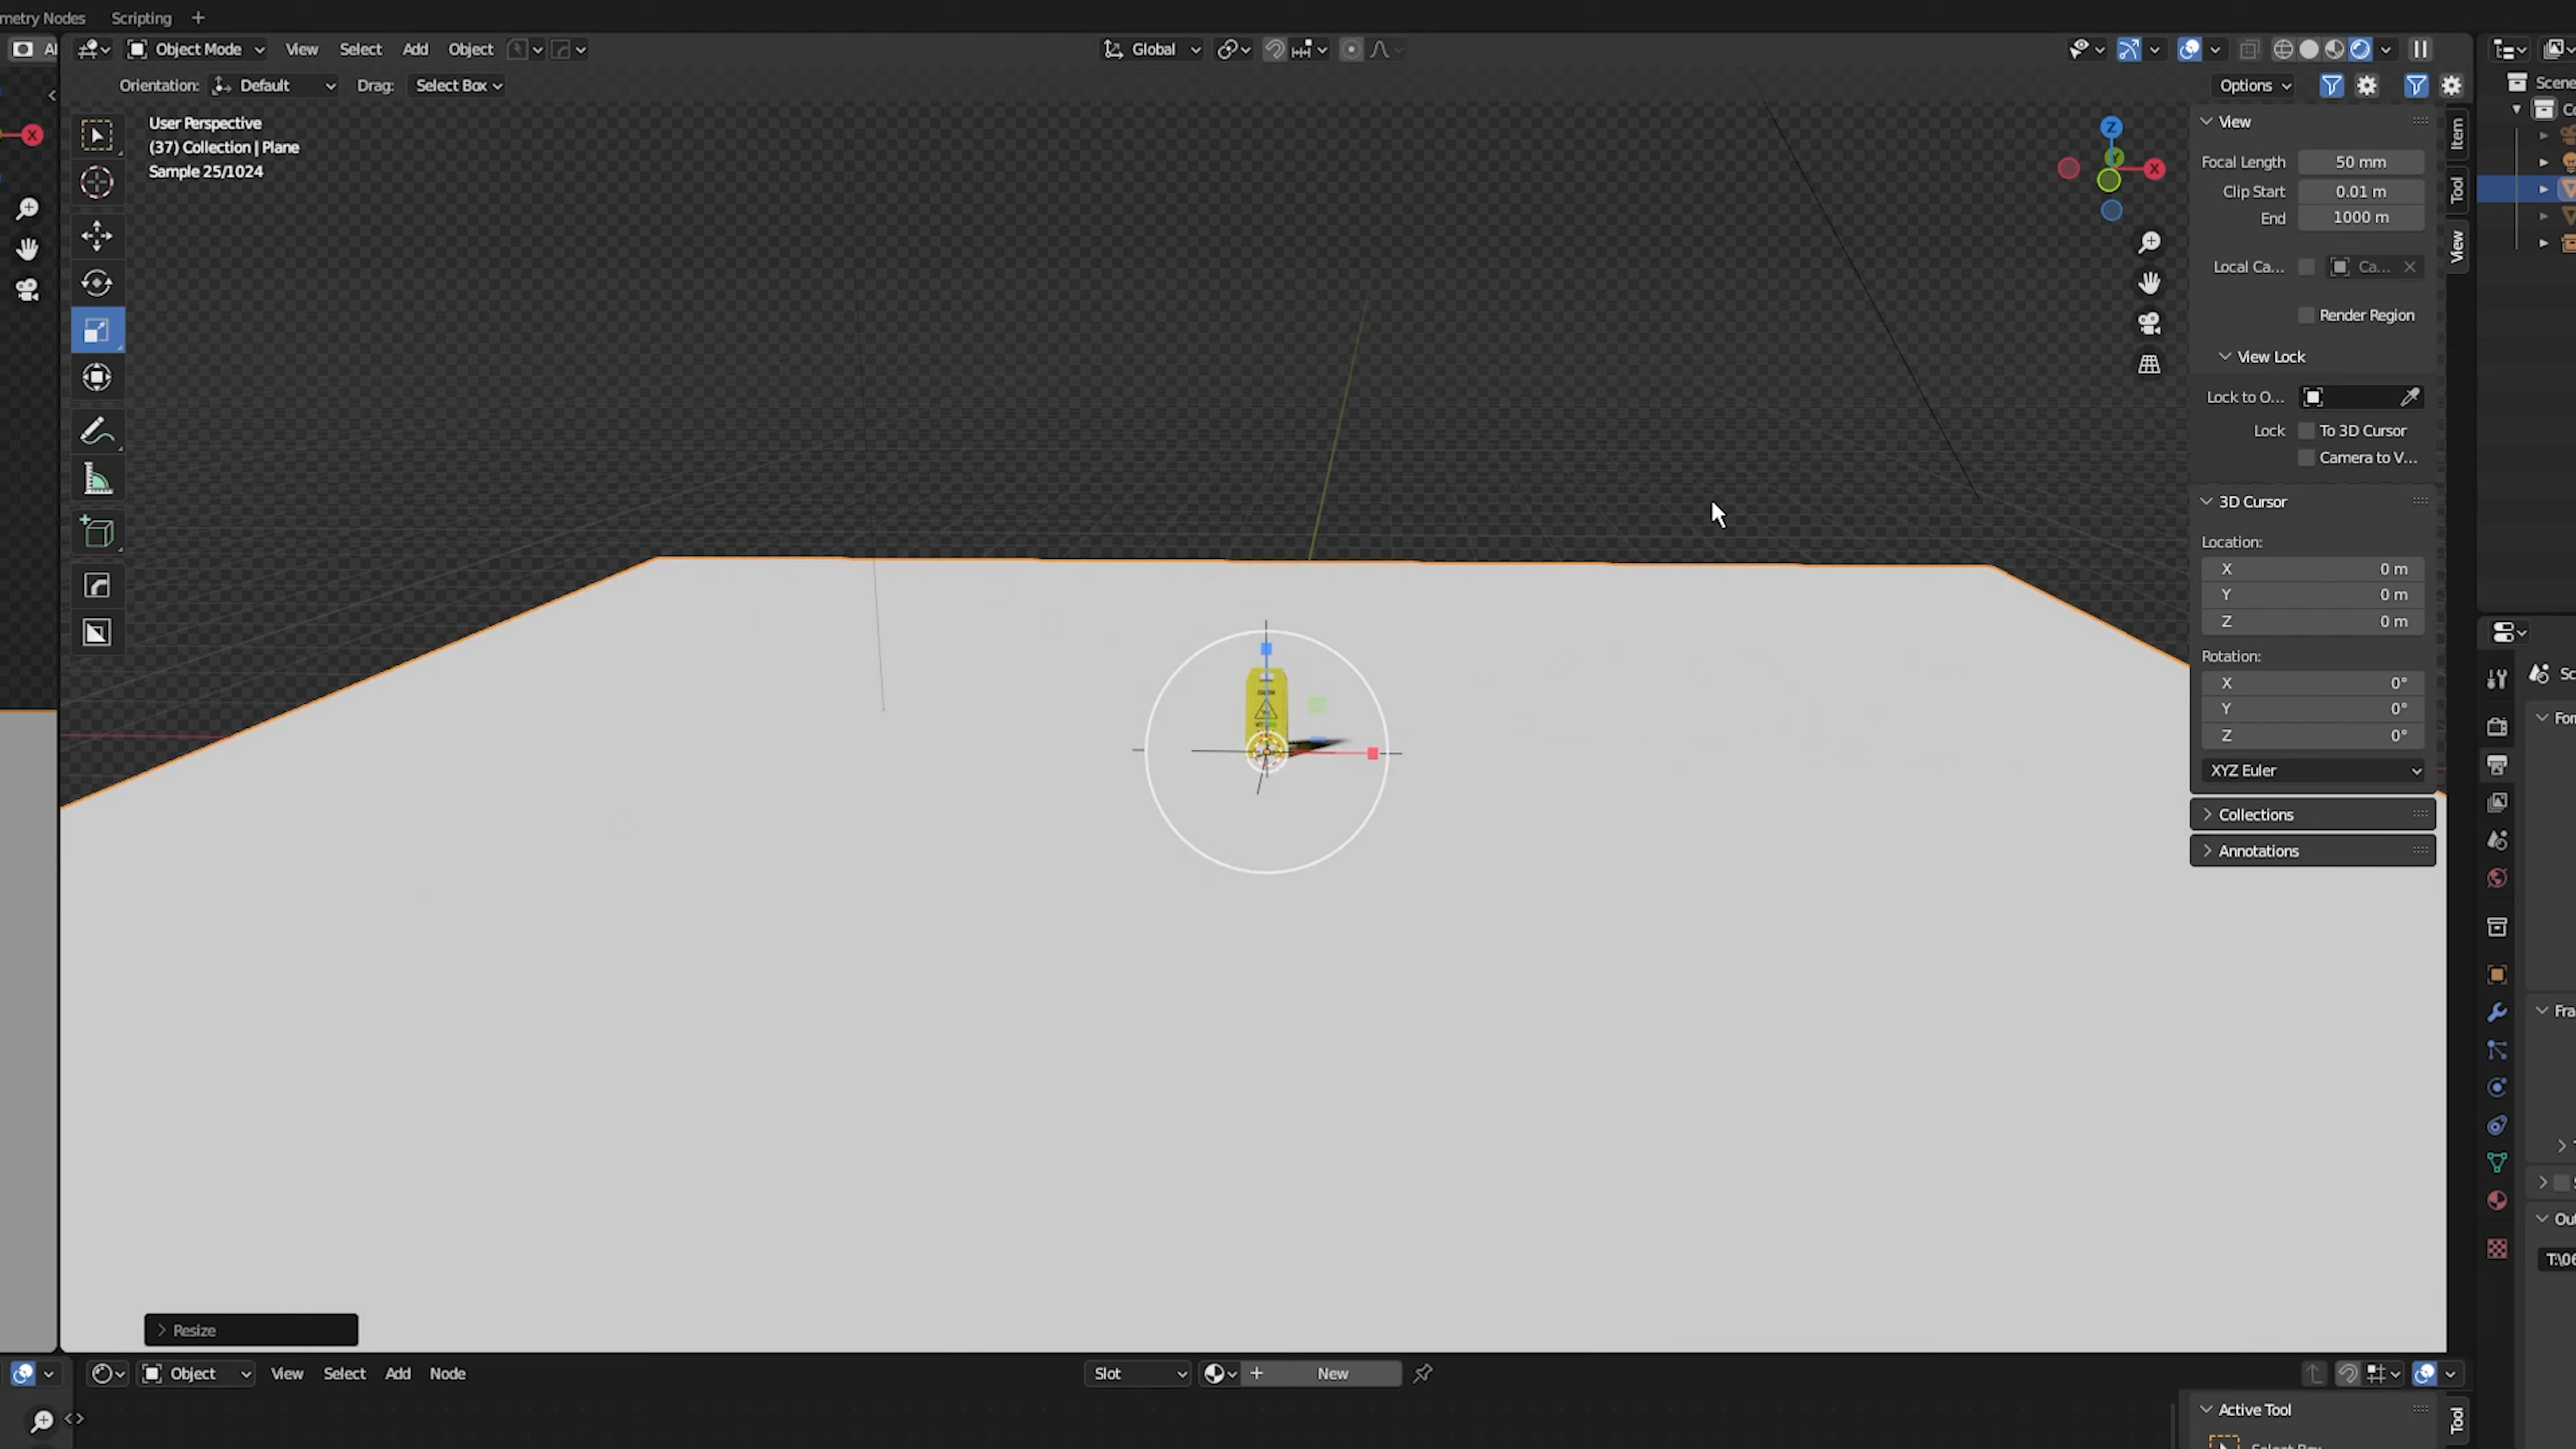 metry Nodes
Scripting
+
Al
Object Mode
View
Select
Add
Object
Global
Orientation:
Default
Drag:
Select Box
Options
User Perspective
(37) Collection | Plane
Sample 25/1024
X
Z
Y
X
View
Focal Length
50 mm
Clip Start
0.01 m
End
1000 m
Local Ca...
Ca...
Render Region
View Lock
Lock to O...
Lock
To 3D Cursor
Camera to V...
3D Cursor
Location:
X
0 m
Y
0 m
Z
0 m
Rotation:
X
0°
Y
0°
Z
0°
XYZ Euler
Collections
Annotations
Item
Tool
View
Scene
Resize
Object
View
Select
Add
Node
Slot
New
Active Tool
Tool
T:\06